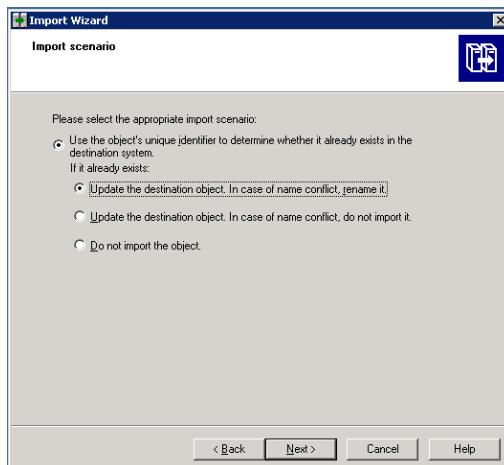 Import Wizard
Import scenario
Please select the appropriate import scenario:
Use the object's unique identifier to determine whether it already exists in the
destination system.
If it already exists:
Update the destination object. In case of name conflict, rename it.
Update the destination object. In case of name conflict, do not import it.
Do not import the object.
< Back
Next >
Cancel
Help